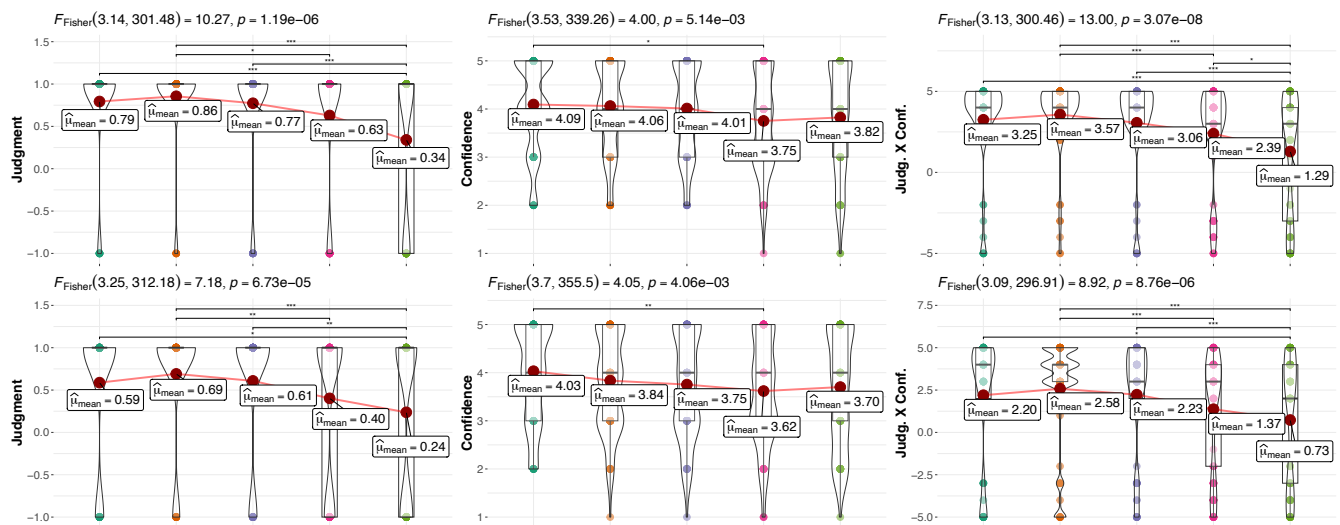 F_Fisher(3.14, 301.48) = 10.27, p = 1.19e−06
***
*
***
***
Judgment
1.5
1.0
0.5
0.0
−0.5
−1.0
μ̂_mean = 0.79
μ̂_mean = 0.86
μ̂_mean = 0.77
μ̂_mean = 0.63
μ̂_mean = 0.34
F_Fisher(3.53, 339.26) = 4.00, p = 5.14e−03
*
Confidence
5
4
3
2
1
μ̂_mean = 4.09
μ̂_mean = 4.06
μ̂_mean = 4.01
μ̂_mean = 3.75
μ̂_mean = 3.82
F_Fisher(3.13, 300.46) = 13.00, p = 3.07e−08
***
***
*
***
***
Judg. X Conf.
5
0
−5
μ̂_mean = 3.25
μ̂_mean = 3.57
μ̂_mean = 3.06
μ̂_mean = 2.39
μ̂_mean = 1.29
F_Fisher(3.25, 312.18) = 7.18, p = 6.73e−05
***
**
**
*
Judgment
1.5
1.0
0.5
0.0
−0.5
−1.0
μ̂_mean = 0.59
μ̂_mean = 0.69
μ̂_mean = 0.61
μ̂_mean = 0.40
μ̂_mean = 0.24
F_Fisher(3.7, 355.5) = 4.05, p = 4.06e−03
**
Confidence
5
4
3
2
1
μ̂_mean = 4.03
μ̂_mean = 3.84
μ̂_mean = 3.75
μ̂_mean = 3.62
μ̂_mean = 3.70
F_Fisher(3.09, 296.91) = 8.92, p = 8.76e−06
***
***
***
*
Judg. X Conf.
7.5
5.0
2.5
0.0
−2.5
−5.0
μ̂_mean = 2.20
μ̂_mean = 2.58
μ̂_mean = 2.23
μ̂_mean = 1.37
μ̂_mean = 0.73